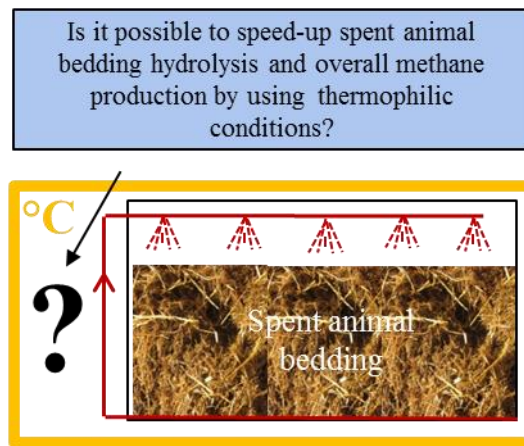 Is it possible to speed-up spent animal
bedding hydrolysis and overall methane
production by using thermophilic
conditions?
°C
?
Spent animal
bedding